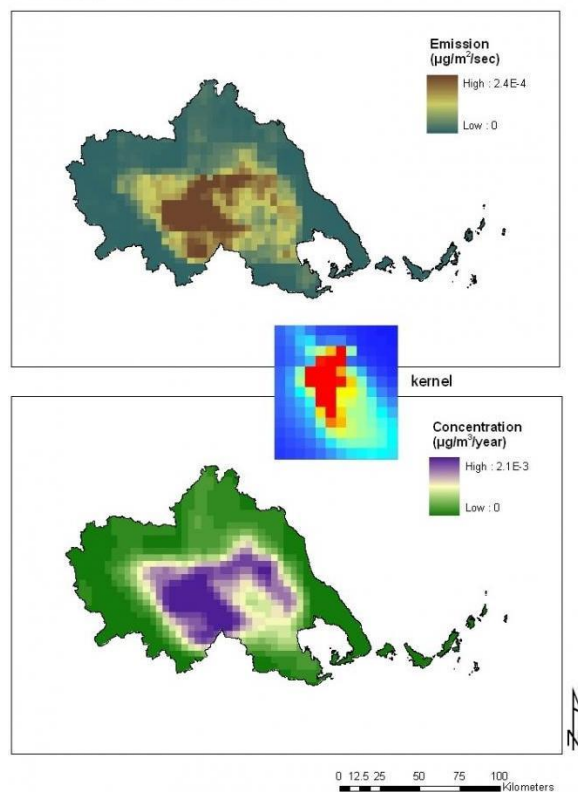 Emission
(µg/m²/sec)
High : 2.4E-4
Low : 0
kernel
Concentration
(µg/m³/year)
High : 2.1E-3
Low : 0
N
0 12.5 25 50 75 100
Kilometers